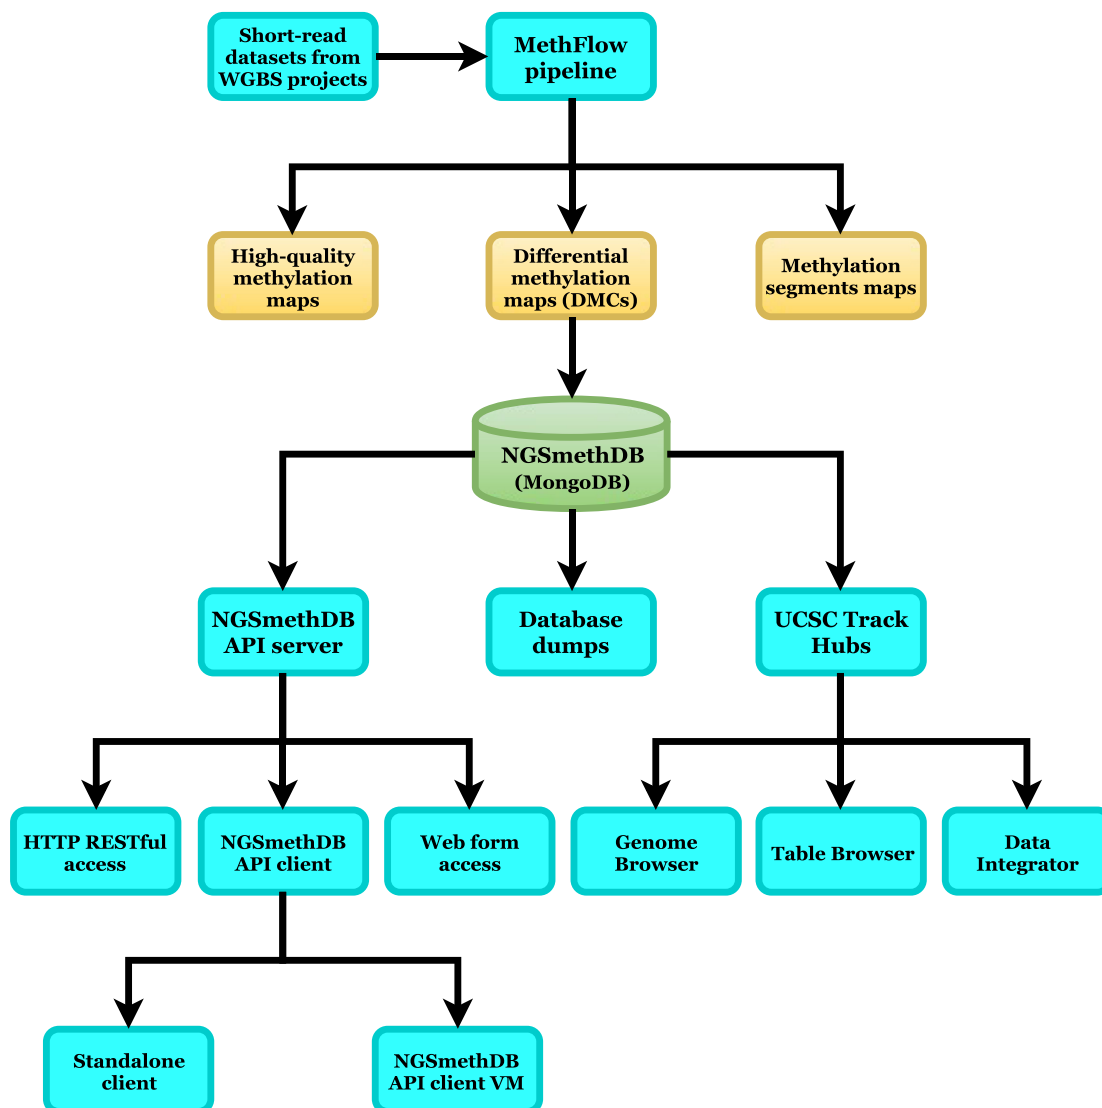 Short-read
datasets from
WGBS projects
MethFlow
pipeline
High-quality
methylation
maps
Differential
methylation
maps (DMCs)
Methylation
segments maps
NGSmethDB
(MongoDB)
NGSmethDB
API server
Database
dumps
UCSC Track
Hubs
HTTP RESTful
access
NGSmethDB
API client
Web form
access
Genome
Browser
Table Browser
Data
Integrator
Standalone
client
NGSmethDB
API client VM